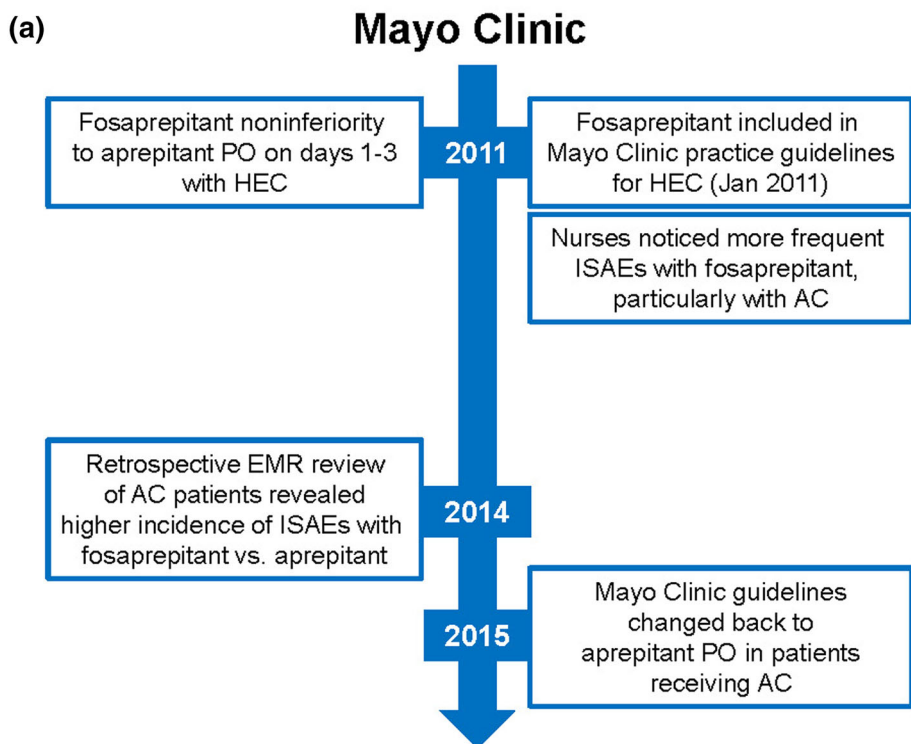 (a)
Mayo Clinic
Fosaprepitant noninferiority
to aprepitant PO on days 1-3
with HEC
2011
Fosaprepitant included in
Mayo Clinic practice guidelines
for HEC (Jan 2011)
Nurses noticed more frequent
ISAEs with fosaprepitant,
particularly with AC
Retrospective EMR review
of AC patients revealed
higher incidence of ISAEs with
fosaprepitant vs. aprepitant
2014
2015
Mayo Clinic guidelines
changed back to
aprepitant PO in patients
receiving AC